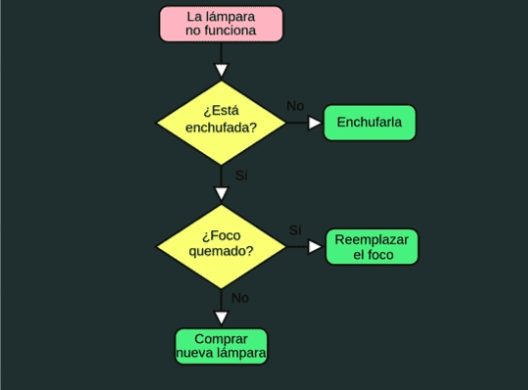 La lámpara
no funciona
¿Está
enchufada?
No
Enchufarla
Sí
¿Foco
quemado?
Sí
Reemplazar
el foco
No
Comprar
nueva lámpara